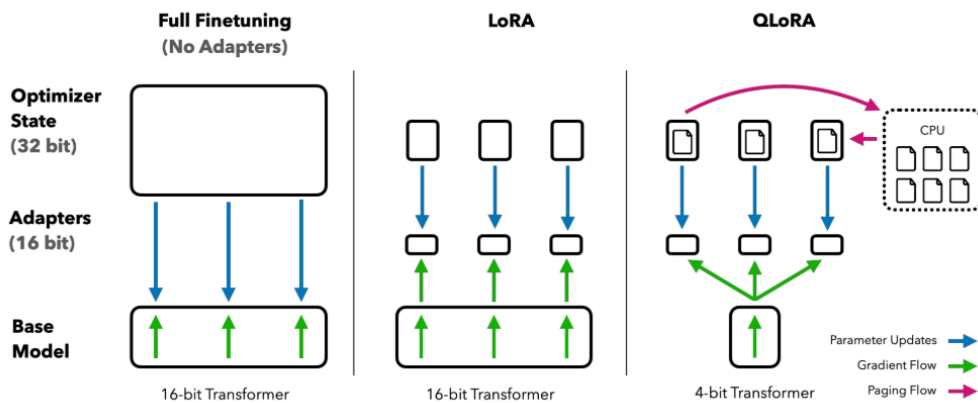 Full Finetuning
(No Adapters)
LoRA
QLoRA
Optimizer
State
(32 bit)
CPU
Adapters
(16 bit)
Base
Model
16-bit Transformer
16-bit Transformer
4-bit Transformer
Parameter Updates
Gradient Flow
Paging Flow